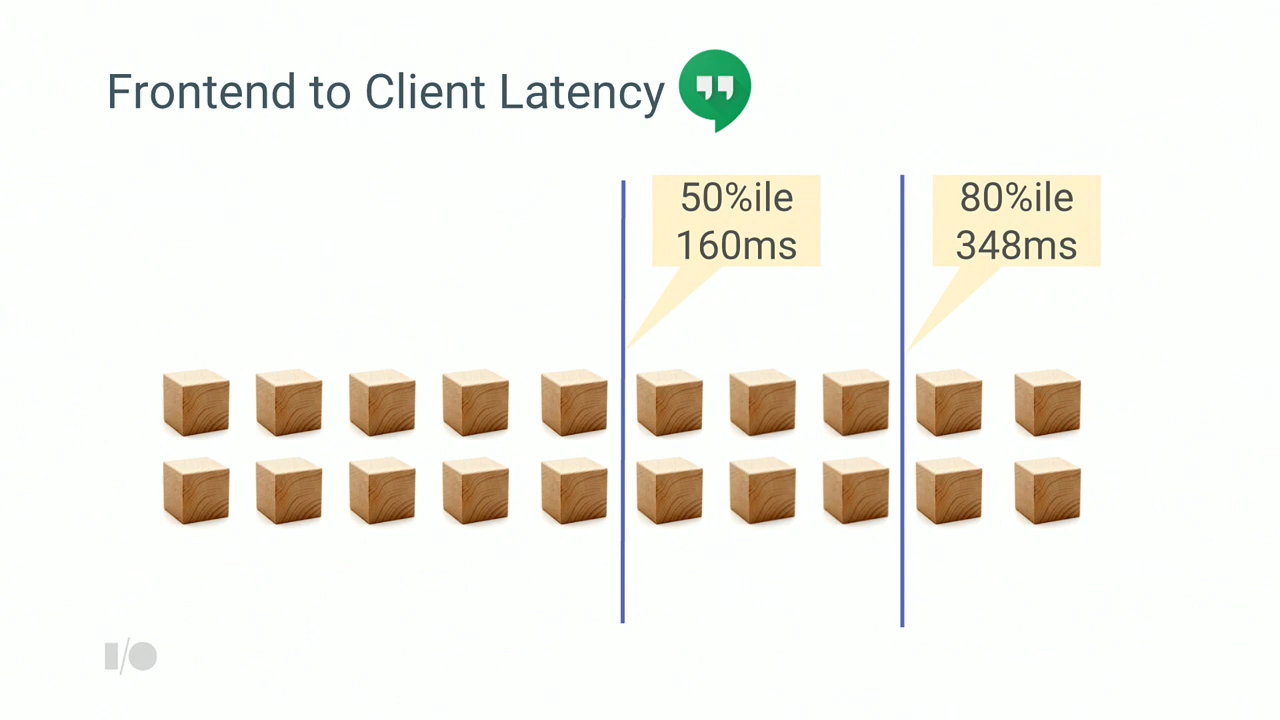 Frontend to Client Latency
50%ile
160ms
80%ile
348ms
I/O